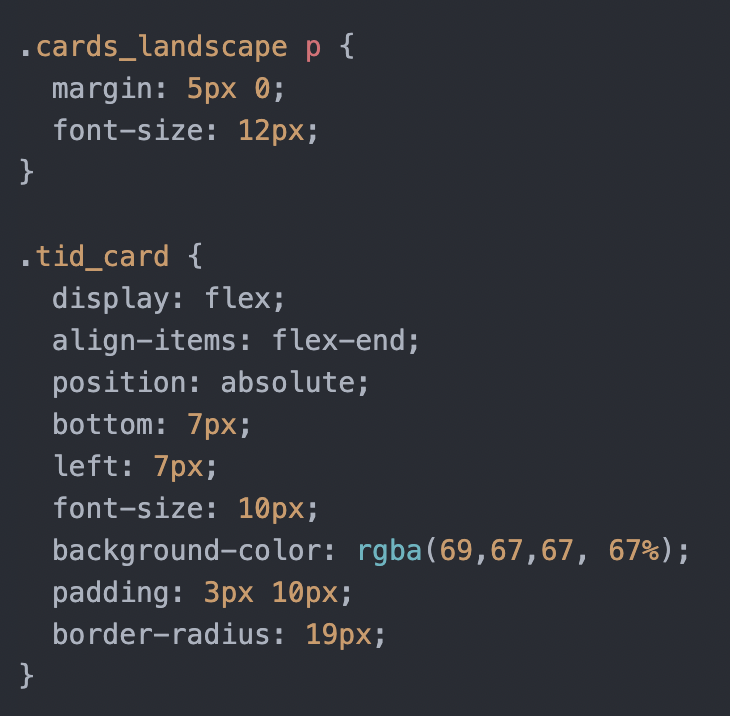 .cards_landscape p {
  margin: 5px 0;
  font-size: 12px;
}

.tid_card {
  display: flex;
  align-items: flex-end;
  position: absolute;
  bottom: 7px;
  left: 7px;
  font-size: 10px;
  background-color: rgba(69,67,67, 67%);
  padding: 3px 10px;
  border-radius: 19px;
}